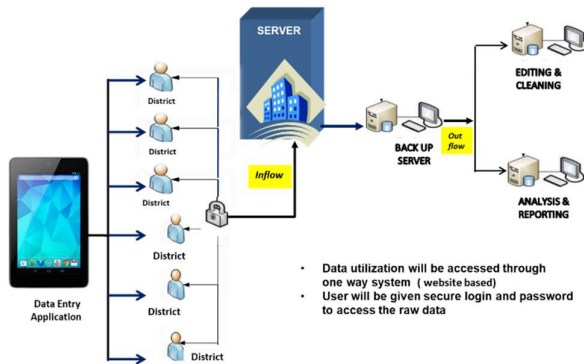 SERVER
District
District
District
District
District
District
Data Entry
Application
Inflow
BACK UP
SERVER
Out
flow
EDITING &
CLEANING
ANALYSIS &
REPORTING
• Data utilization will be accessed through
one way system ( website based)
• User will be given secure login and password
to access the raw data